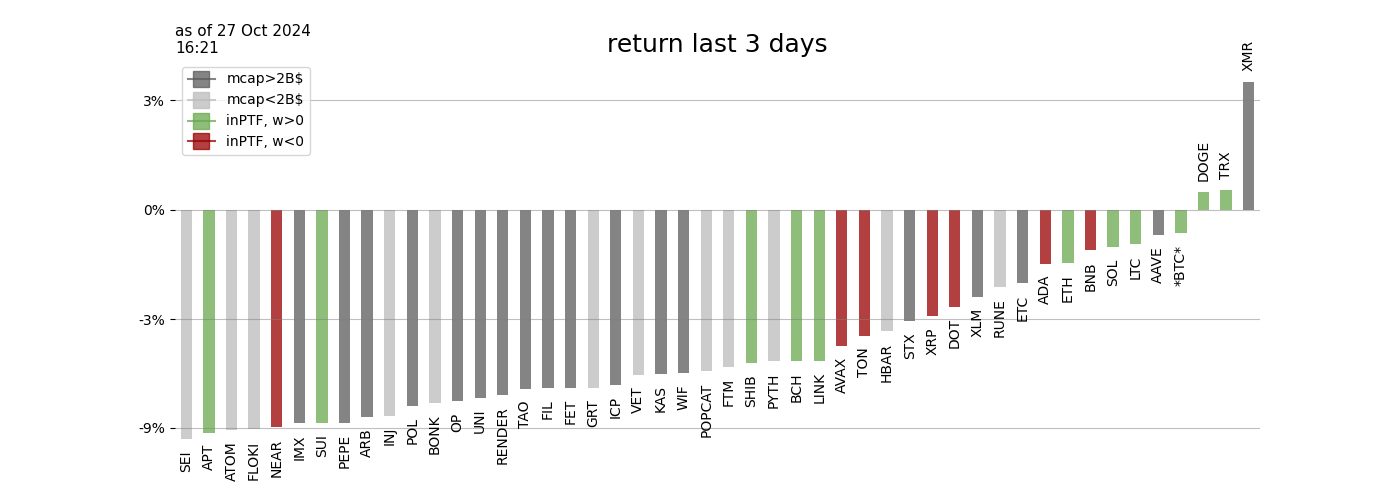 as of 27 Oct 2024
16:21
return last 3 days
mcap>2B$
mcap<2B$
inPTF, w>0
inPTF, w<0
3%
0%
-3%
-9%
SEI
APT
ATOM
FLOKI
NEAR
IMX
SUI
PEPE
ARB
INJ
POL
BONK
OP
UNI
RENDER
TAO
FIL
FET
GRT
ICP
VET
KAS
WIF
POPCAT
FTM
SHIB
PYTH
BCH
LINK
AVAX
TON
HBAR
STX
XRP
DOT
XLM
RUNE
ETC
ADA
ETH
BNB
SOL
LTC
AAVE
*BTC*
DOGE
TRX
XMR